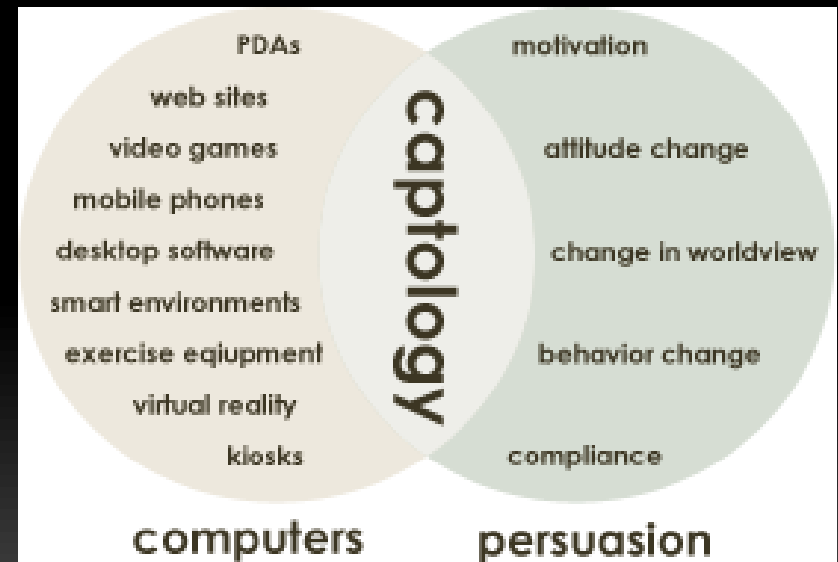 PDAs
web sites
video games
mobile phones
desktop software
smart environments
exercise eqiupment
virtual reality
kiosks
captology
motivation
attitude change
change in worldview
behavior change
compliance
computers
persuasion